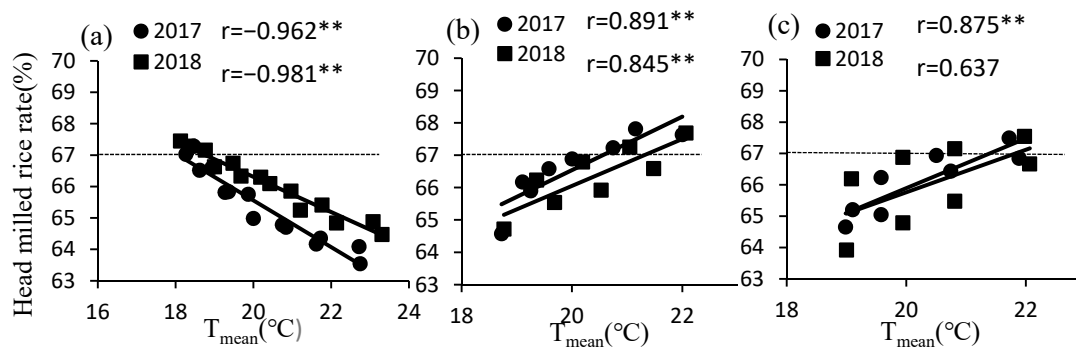 (a) 2017 r=−0.962**
2018 r=−0.981**
(b) 2017 r=0.891**
2018 r=0.845**
(c) 2017 r=0.875**
2018 r=0.637
Head milled rice rate(%)
70
69
68
67
66
65
64
63
16 18 20 22 24
Tmean(℃)
70
69
68
67
66
65
64
63
18 20 22
Tmean(℃)
70
69
68
67
66
65
64
63
18 20 22
Tmean(℃)